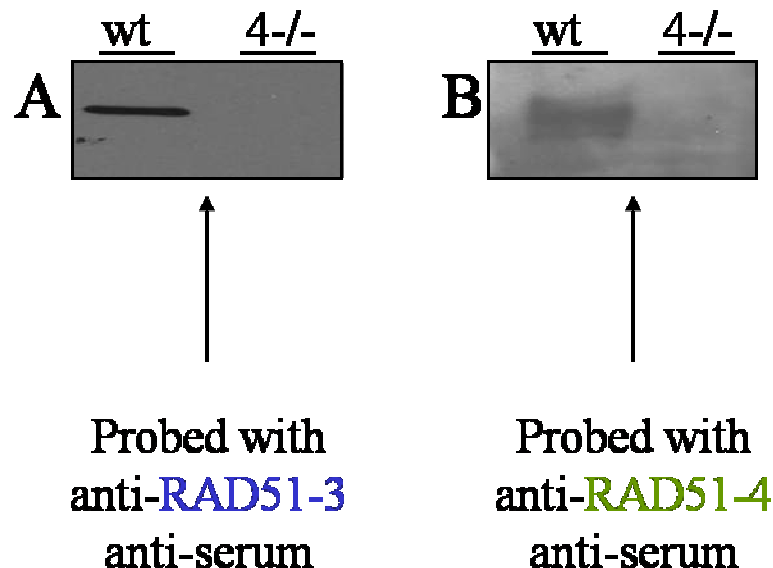 wt 4-/-
A
Probed with
anti-RAD51-3
anti-serum
wt 4-/-
B
Probed with
anti-RAD51-4
anti-serum